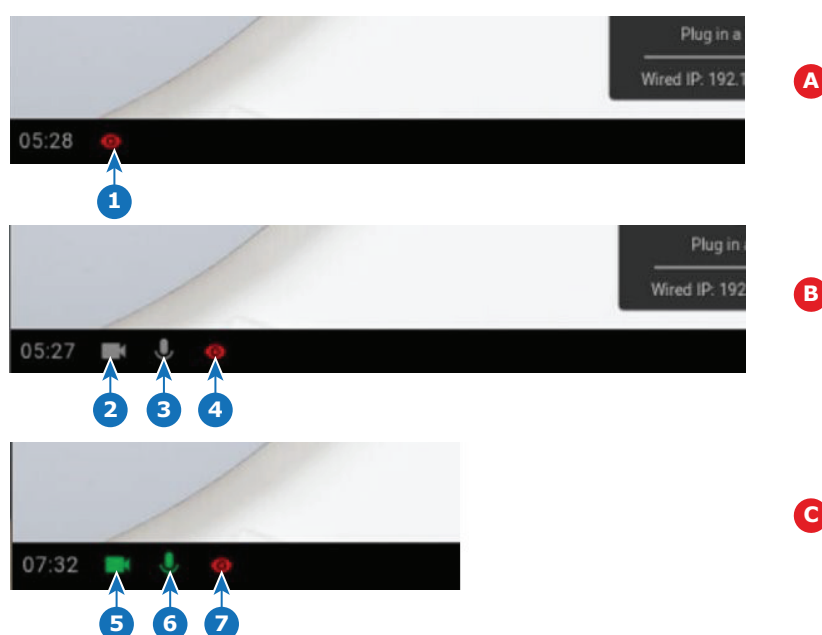 Plug in a
Wired IP: 192.1
A
05:28
1
Plug in
Wired IP: 192
B
05:27
2 3 4
C
07:32
5 6 7